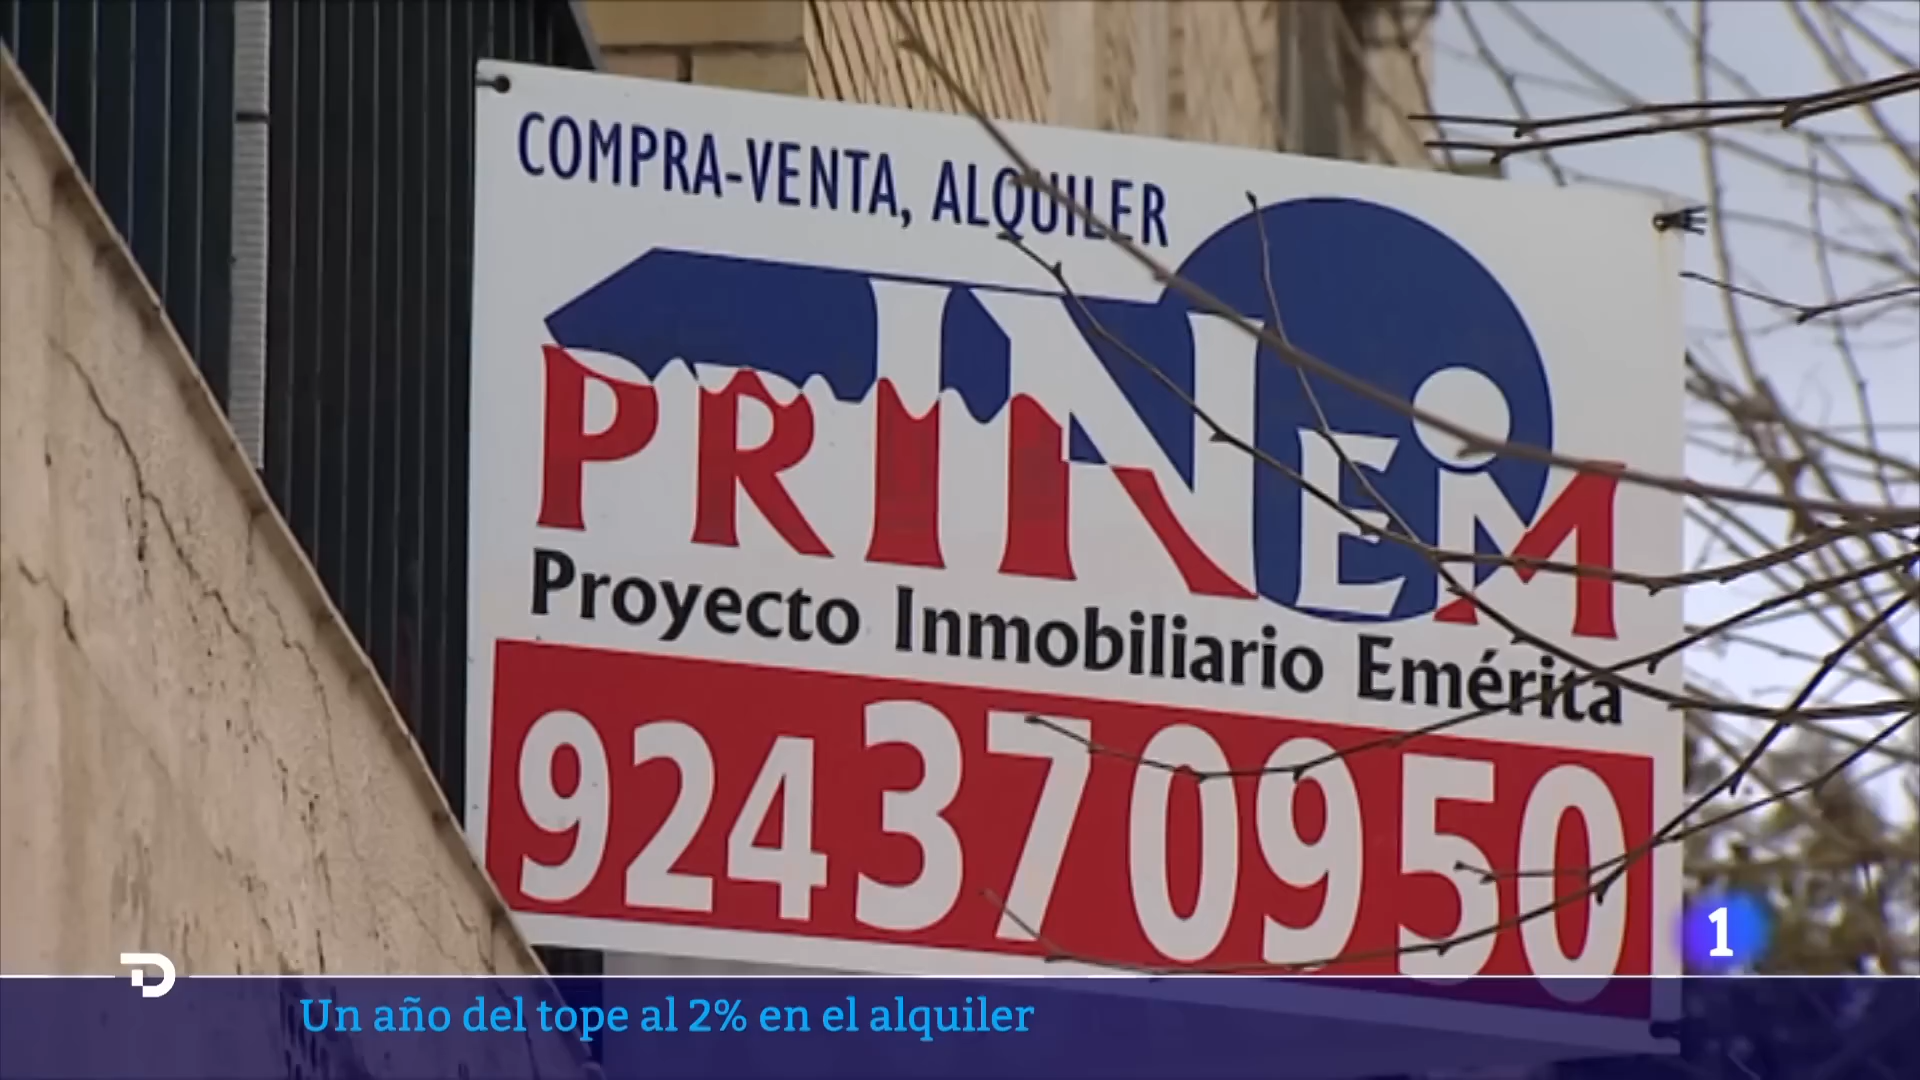 COMPRA-VENTA, ALQUILER
PRINEM
Proyecto Inmobiliario Emérita
924370950
1
D
Un año del tope al 2% en el alquiler